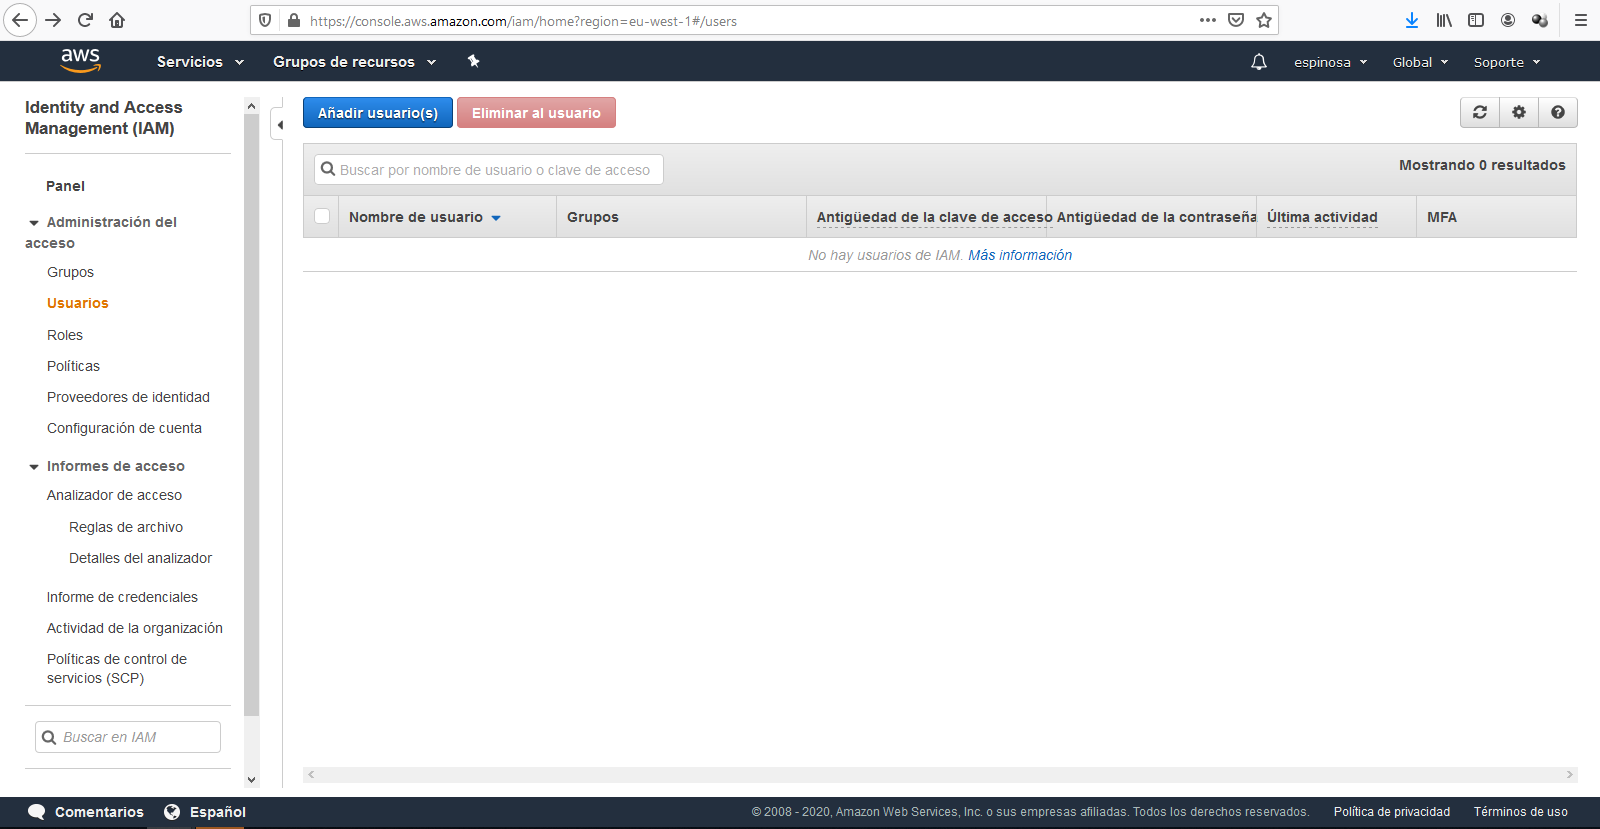 https://console.aws.amazon.com/iam/home?region=eu-west-1#/users
aws
Servicios
Grupos de recursos
espinosa
Global
Soporte
Identity and Access
Management (IAM)
Panel
Administración del
acceso
Grupos
Usuarios
Roles
Políticas
Proveedores de identidad
Configuración de cuenta
Informes de acceso
Analizador de acceso
Reglas de archivo
Detalles del analizador
Informe de credenciales
Actividad de la organización
Políticas de control de
servicios (SCP)
Buscar en IAM
Añadir usuario(s)
Eliminar al usuario
Buscar por nombre de usuario o clave de acceso
Mostrando 0 resultados
Nombre de usuario
Grupos
Antigüedad de la clave de acceso
Antigüedad de la contraseña
Última actividad
MFA
No hay usuarios de IAM. Más información
Comentarios
Español
© 2008 - 2020, Amazon Web Services, Inc. o sus empresas afiliadas. Todos los derechos reservados.
Política de privacidad
Términos de uso